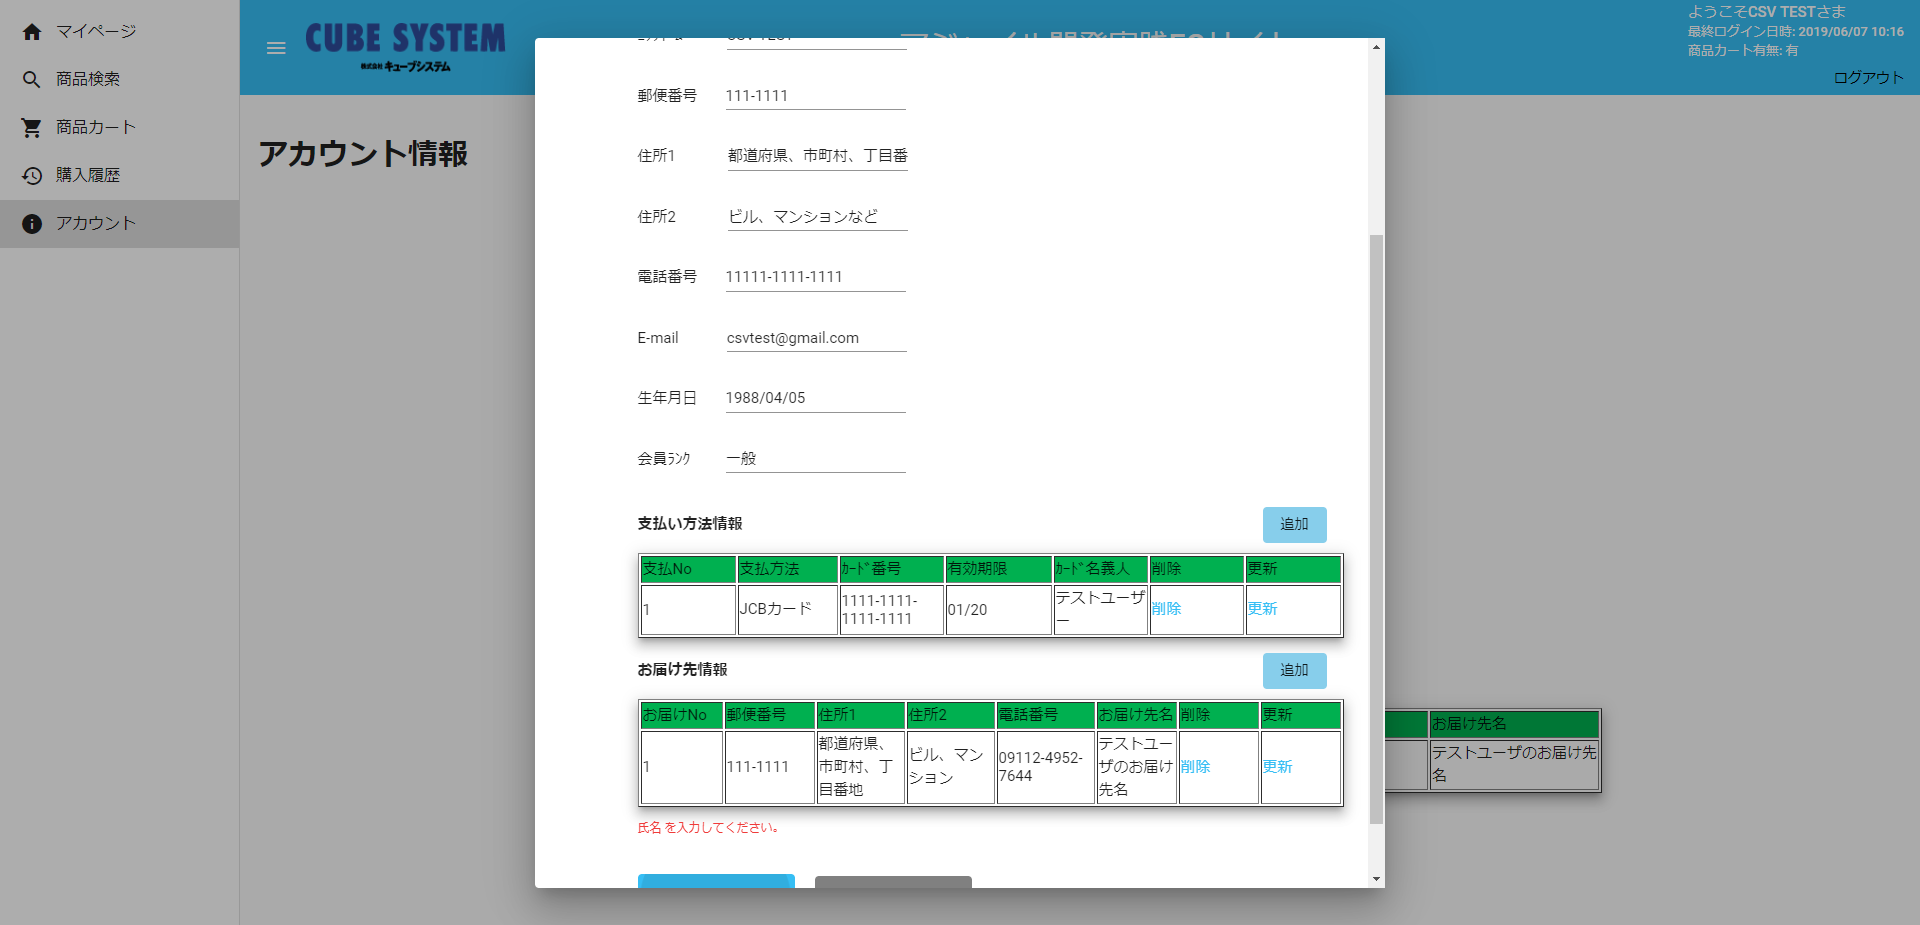 マイページ
商品検索
商品カート
購入履歴
アカウント
CUBE SYSTEM
株式会社 キューブシステム
ようこそCSV TESTさま
最終ログイン日時: 2019/06/07 10:16
商品カート有無: 有
ログアウト
アカウント情報
郵便番号 111-1111
住所1 都道府県、市町村、丁目番
住所2 ビル、マンションなど
電話番号 11111-1111-1111
E-mail csvtest@gmail.com
生年月日 1988/04/05
会員ﾗﾝｸ 一般
支払い方法情報 追加
支払No 支払方法 ｶｰﾄﾞ番号 有効期限 ｶｰﾄﾞ名義人 削除 更新
1 JCBカード 1111-1111-1111-1111 01/20 テストユーザー 削除 更新
お届け先情報 追加
お届けNo 郵便番号 住所1 住所2 電話番号 お届け先名 削除 更新
1 111-1111 都道府県、市町村、丁目番地 ビル、マンション 09112-4952-7644 テストユーザのお届け先名 削除 更新
氏名 を入力してください。
お届け先名
テストユーザのお届け先名